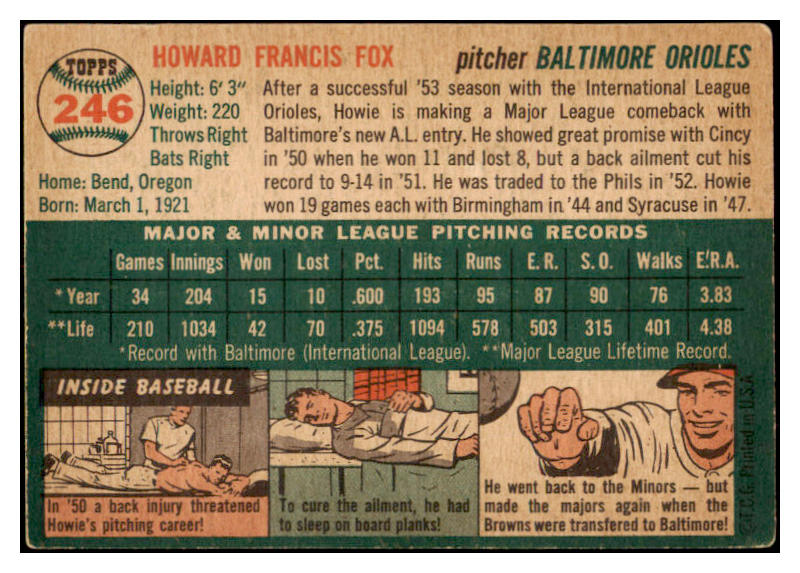 TOPPS
246
HOWARD FRANCIS FOX
pitcher BALTIMORE ORIOLES
Height: 6' 3"
Weight: 220
Throws Right
Bats Right
Home: Bend, Oregon
Born: March 1, 1921
After a successful '53 season with the International League
Orioles, Howie is making a Major League comeback with
Baltimore's new A.L. entry. He showed great promise with Cincy
in '50 when he won 11 and lost 8, but a back ailment cut his
record to 9-14 in '51. He was traded to the Phils in '52. Howie
won 19 games each with Birmingham in '44 and Syracuse in '47.
MAJOR & MINOR LEAGUE PITCHING RECORDS
Games Innings Won Lost Pct. Hits Runs E.R. S.O. Walks E.R.A.
* Year 34 204 15 10 .600 193 95 87 90 76 3.83
**Life 210 1034 42 70 .375 1094 578 503 315 401 4.38
*Record with Baltimore (International League). **Major League Lifetime Record.
INSIDE BASEBALL
In '50 a back injury threatened
Howie's pitching career!
To cure the ailment, he had
to sleep on board planks!
He went back to the Minors — but
made the majors again when the
Browns were transfered to Baltimore!
©T.C.G. Printed in U.S.A.